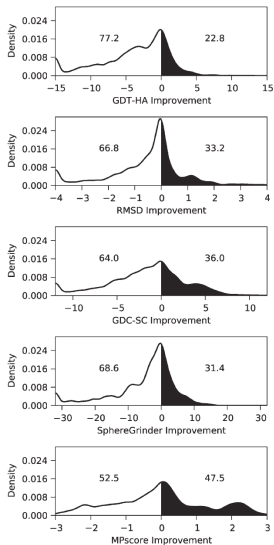 Density
0.024
0.016
0.008
0.000
77.2
22.8
−15 −10 −5 0 5 10 15
GDT-HA Improvement
Density
0.024
0.016
0.008
0.000
66.8
33.2
−4 −3 −2 −1 0 1 2 3 4
RMSD Improvement
Density
0.024
0.016
0.008
0.000
64.0
36.0
−10 −5 0 5 10
GDC-SC Improvement
Density
0.024
0.016
0.008
0.000
68.6
31.4
−30 −20 −10 0 10 20 30
SphereGrinder Improvement
Density
0.024
0.016
0.008
0.000
52.5
47.5
−3 −2 −1 0 1 2 3
MPscore Improvement